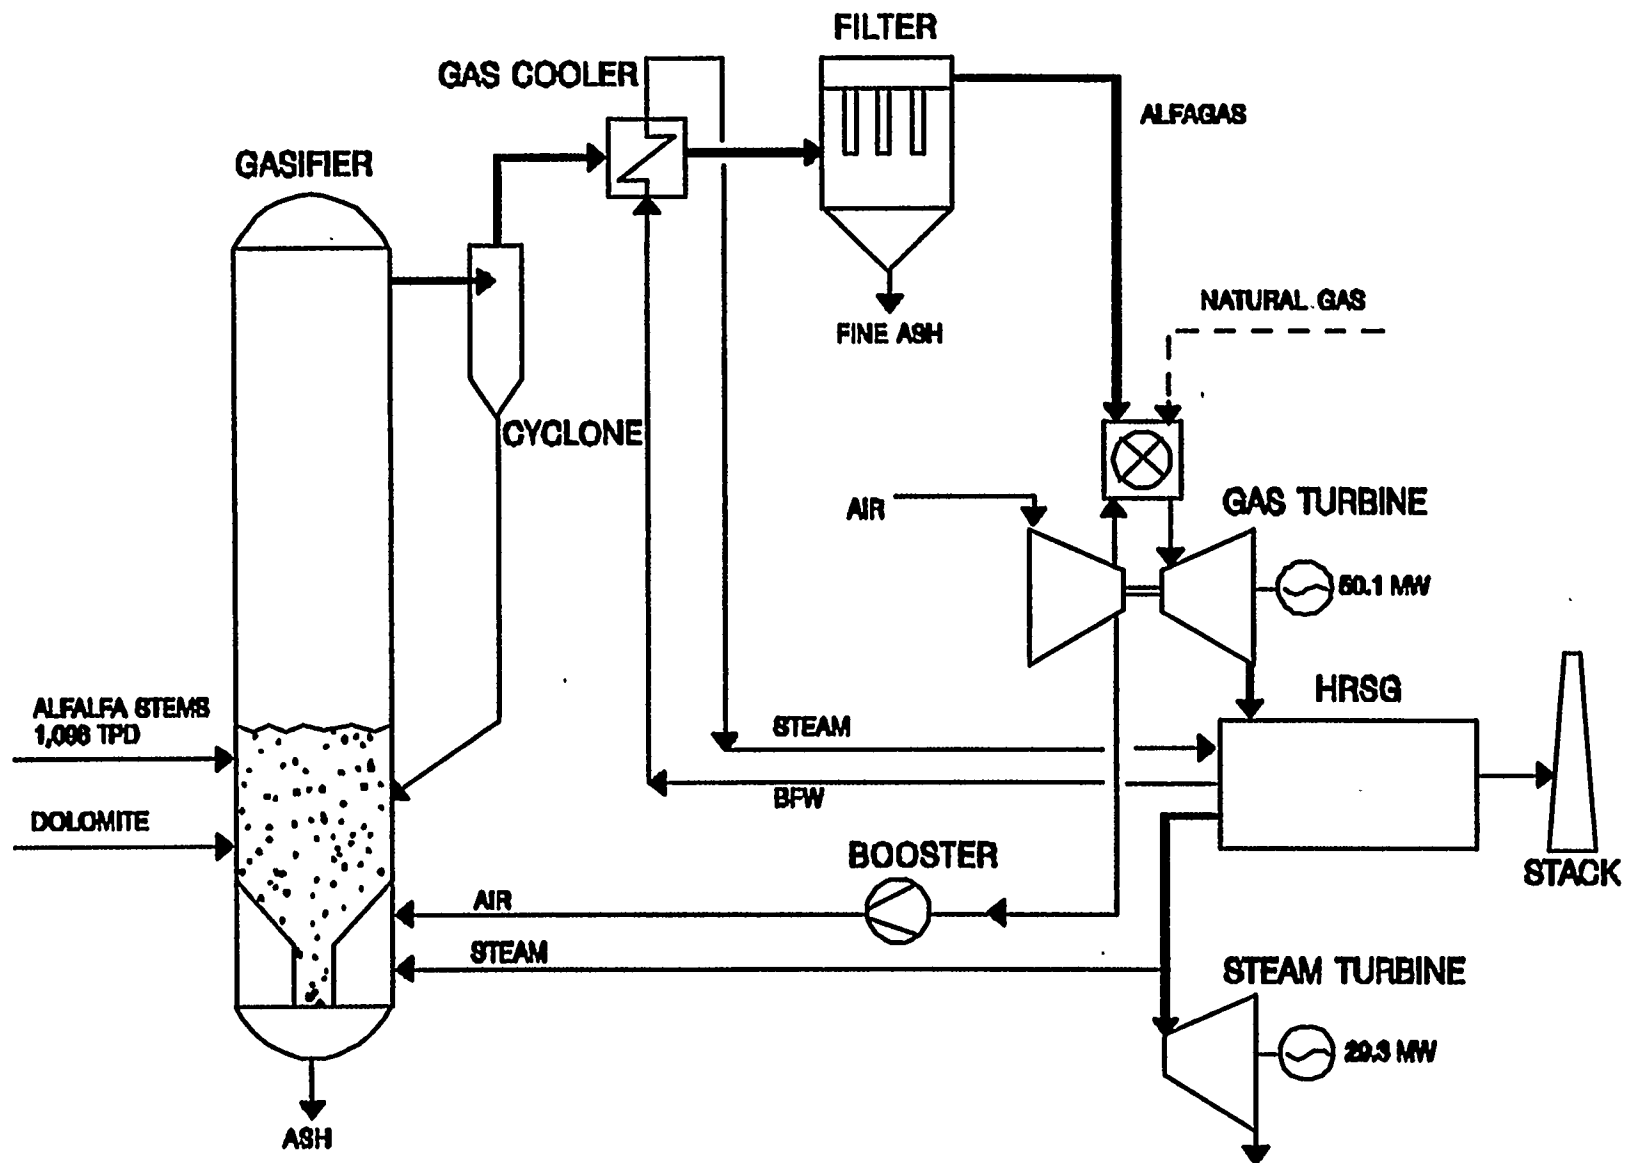 FILTER
GAS COOLER
ALFAGAS
GASIFIER
NATURAL GAS
FINE ASH
CYCLONE
AIR
GAS TURBINE
50.1 MW
HRSG
ALFALFA STEMS
1,096 TPD
STEAM
BFW
DOLOMITE
BOOSTER
STACK
AIR
STEAM
STEAM TURBINE
29.3 MW
ASH